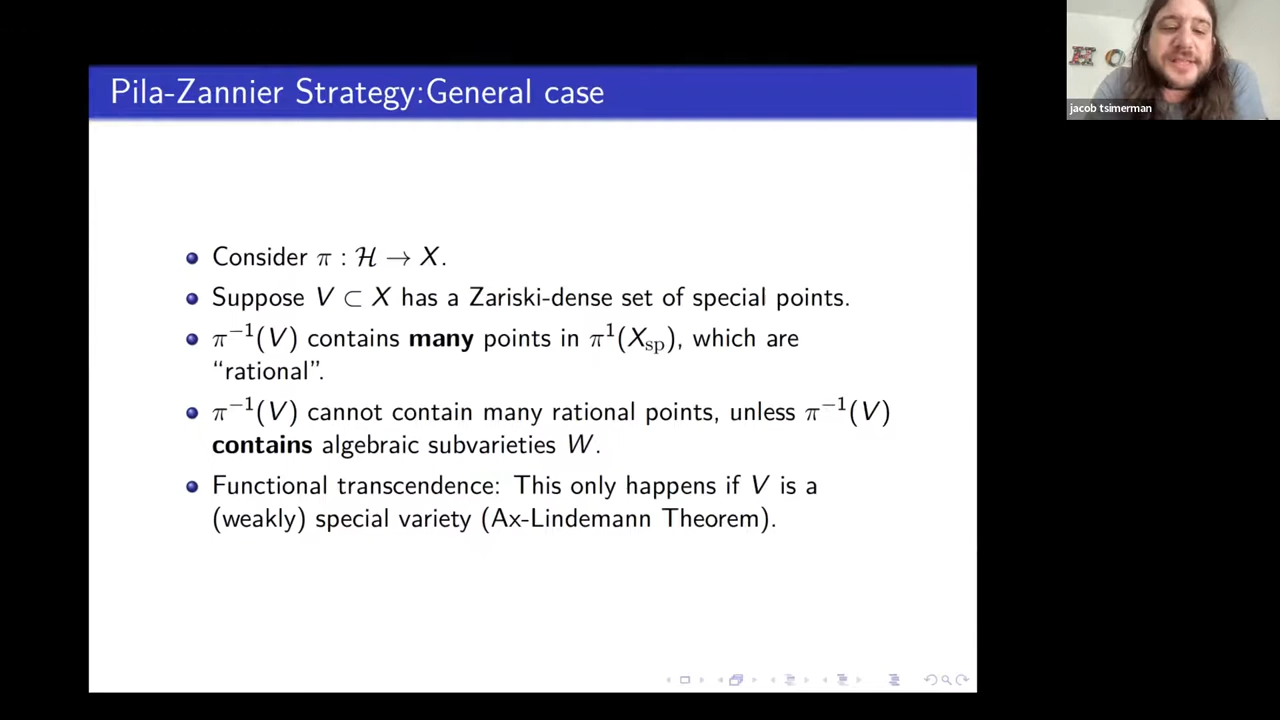 Pila-Zannier Strategy:General case
Consider π : ℋ → X.
Suppose V ⊂ X has a Zariski-dense set of special points.
π⁻¹(V) contains many points in π¹(X_sp), which are
“rational”.
π⁻¹(V) cannot contain many rational points, unless π⁻¹(V)
contains algebraic subvarieties W.
Functional transcendence: This only happens if V is a
(weakly) special variety (Ax-Lindemann Theorem).
H O
jacob tsimerman